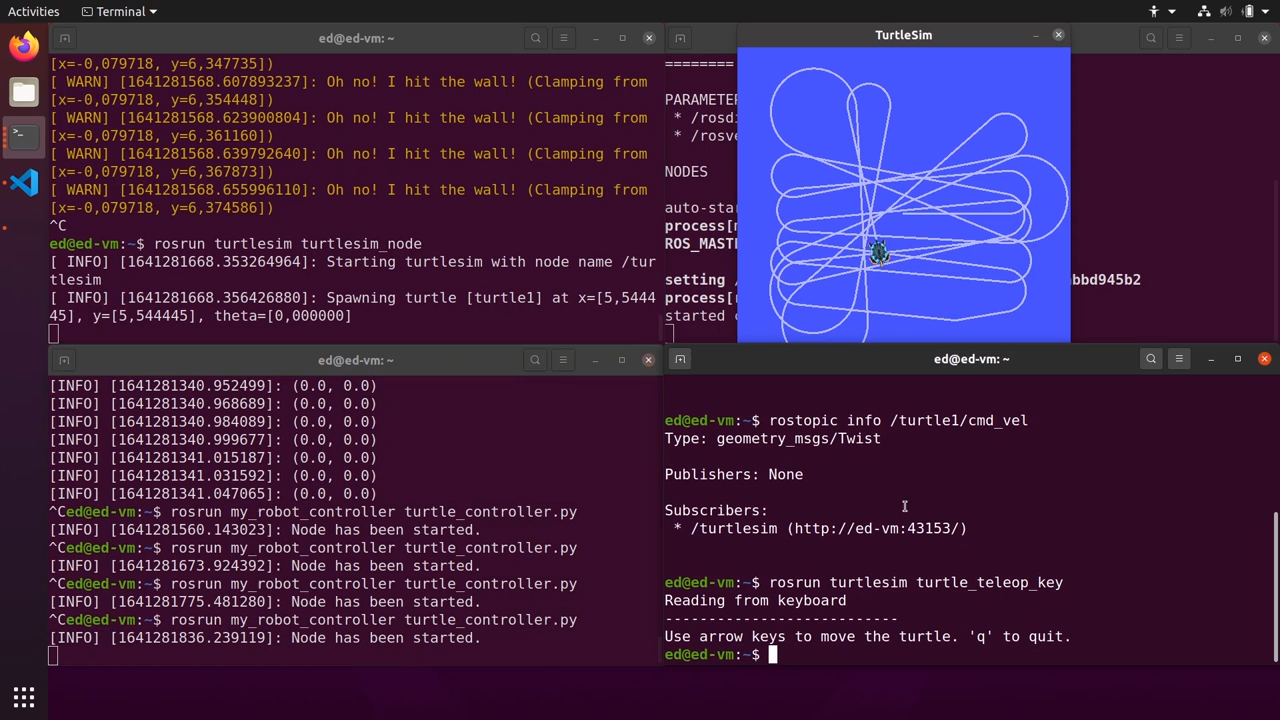 Activities
Terminal
ed@ed-vm: ~
[x=-0,079718, y=6,347735])
[ WARN] [1641281568.607893237]: Oh no! I hit the wall! (Clamping from
[x=-0,079718, y=6,354448])
[ WARN] [1641281568.623900804]: Oh no! I hit the wall! (Clamping from
[x=-0,079718, y=6,361160])
[ WARN] [1641281568.639792640]: Oh no! I hit the wall! (Clamping from
[x=-0,079718, y=6,367873])
[ WARN] [1641281568.655996110]: Oh no! I hit the wall! (Clamping from
[x=-0,079718, y=6,374586])
^C
ed@ed-vm:~$ rosrun turtlesim turtlesim_node
[ INFO] [1641281668.353264964]: Starting turtlesim with node name /tur
tlesim
[ INFO] [1641281668.356426880]: Spawning turtle [turtle1] at x=[5,5444
45], y=[5,544445], theta=[0,000000]
========
PARAMETER
* /rosdi
* /rosve
NODES
auto-star
process[m
ROS_MAST
setting /
bbd945b2
process[r
started c
TurtleSim
ed@ed-vm: ~
[INFO] [1641281340.952499]: (0.0, 0.0)
[INFO] [1641281340.968689]: (0.0, 0.0)
[INFO] [1641281340.984089]: (0.0, 0.0)
[INFO] [1641281340.999677]: (0.0, 0.0)
[INFO] [1641281341.015187]: (0.0, 0.0)
[INFO] [1641281341.031592]: (0.0, 0.0)
[INFO] [1641281341.047065]: (0.0, 0.0)
^Ced@ed-vm:~$ rosrun my_robot_controller turtle_controller.py
[INFO] [1641281560.143023]: Node has been started.
^Ced@ed-vm:~$ rosrun my_robot_controller turtle_controller.py
[INFO] [1641281673.924392]: Node has been started.
^Ced@ed-vm:~$ rosrun my_robot_controller turtle_controller.py
[INFO] [1641281775.481280]: Node has been started.
^Ced@ed-vm:~$ rosrun my_robot_controller turtle_controller.py
[INFO] [1641281836.239119]: Node has been started.
ed@ed-vm: ~
ed@ed-vm:~$ rostopic info /turtle1/cmd_vel
Type: geometry_msgs/Twist
Publishers: None
Subscribers:
* /turtlesim (http://ed-vm:43153/)
ed@ed-vm:~$ rosrun turtlesim turtle_teleop_key
Reading from keyboard
---------------------------
Use arrow keys to move the turtle. 'q' to quit.
ed@ed-vm:~$